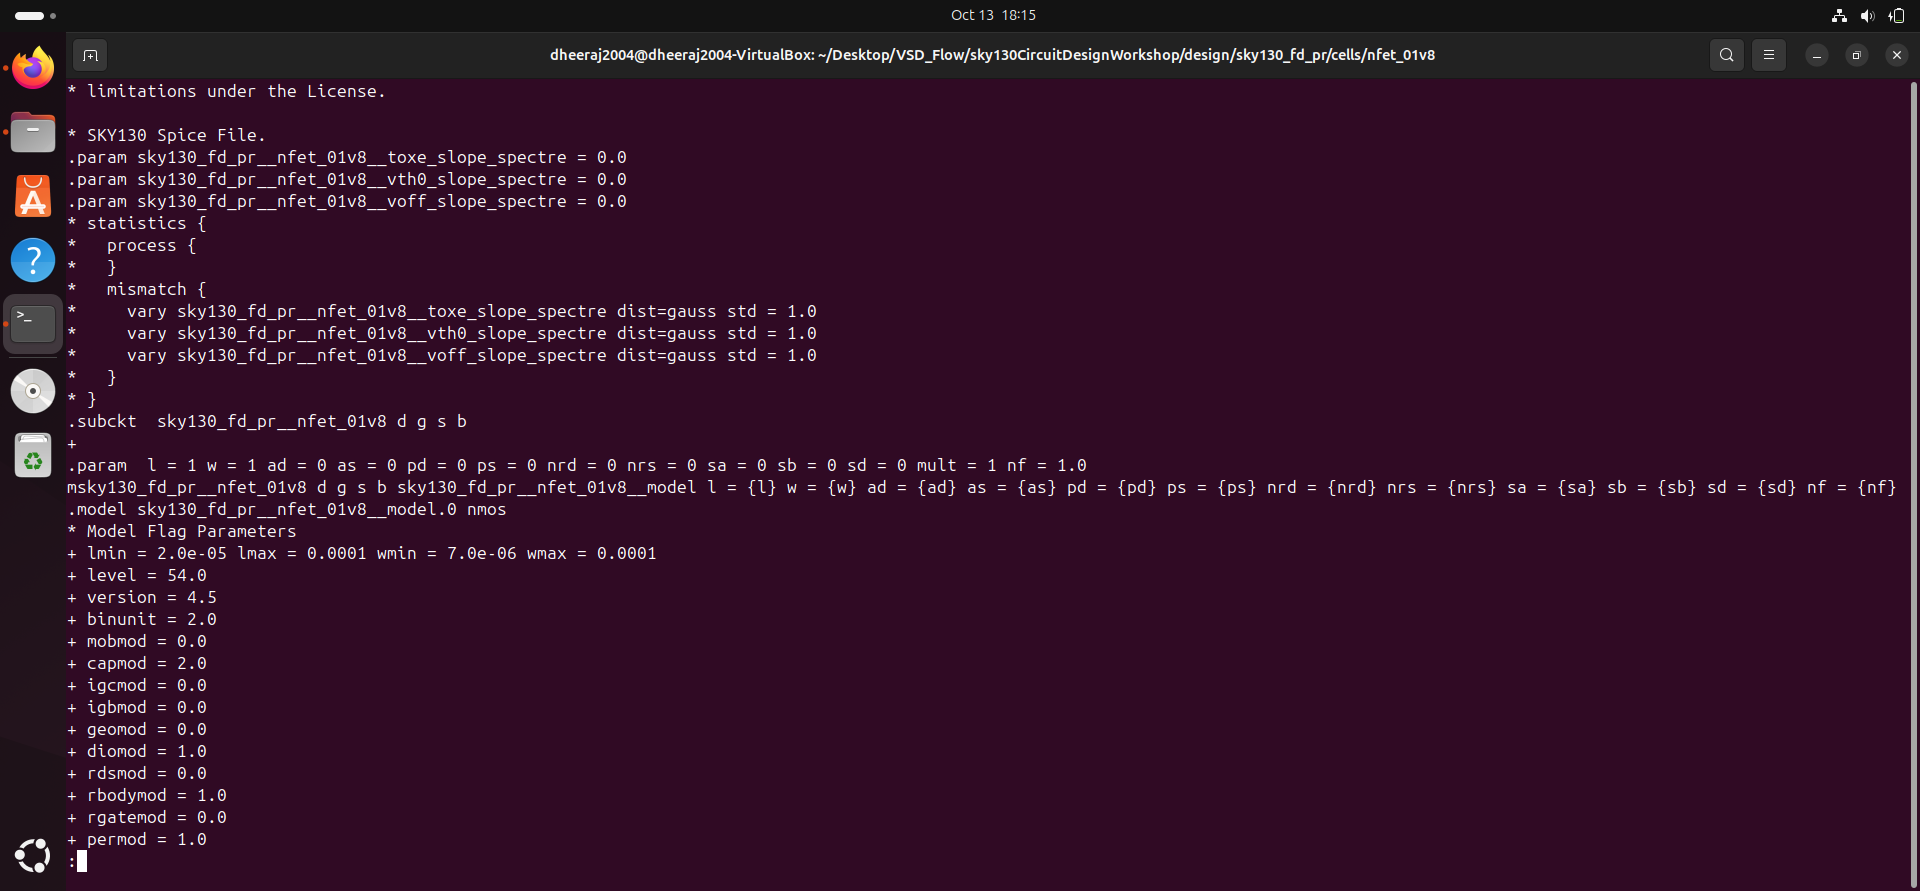 Oct 13 18:15
dheeraj2004@dheeraj2004-VirtualBox: ~/Desktop/VSD_Flow/sky130CircuitDesignWorkshop/design/sky130_fd_pr/cells/nfet_01v8
* limitations under the License.
* SKY130 Spice File.
.param sky130_fd_pr__nfet_01v8__toxe_slope_spectre = 0.0
.param sky130_fd_pr__nfet_01v8__vth0_slope_spectre = 0.0
.param sky130_fd_pr__nfet_01v8__voff_slope_spectre = 0.0
* statistics {
*   process {
*   }
*   mismatch {
*     vary sky130_fd_pr__nfet_01v8__toxe_slope_spectre dist=gauss std = 1.0
*     vary sky130_fd_pr__nfet_01v8__vth0_slope_spectre dist=gauss std = 1.0
*     vary sky130_fd_pr__nfet_01v8__voff_slope_spectre dist=gauss std = 1.0
*   }
* }
.subckt  sky130_fd_pr__nfet_01v8 d g s b
+
.param  l = 1 w = 1 ad = 0 as = 0 pd = 0 ps = 0 nrd = 0 nrs = 0 sa = 0 sb = 0 sd = 0 mult = 1 nf = 1.0
msky130_fd_pr__nfet_01v8 d g s b sky130_fd_pr__nfet_01v8__model l = {l} w = {w} ad = {ad} as = {as} pd = {pd} ps = {ps} nrd = {nrd} nrs = {nrs} sa = {sa} sb = {sb} sd = {sd} nf = {nf}
.model sky130_fd_pr__nfet_01v8__model.0 nmos
* Model Flag Parameters
+ lmin = 2.0e-05 lmax = 0.0001 wmin = 7.0e-06 wmax = 0.0001
+ level = 54.0
+ version = 4.5
+ binunit = 2.0
+ mobmod = 0.0
+ capmod = 2.0
+ igcmod = 0.0
+ igbmod = 0.0
+ geomod = 0.0
+ diomod = 1.0
+ rdsmod = 0.0
+ rbodymod = 1.0
+ rgatemod = 0.0
+ permod = 1.0
: